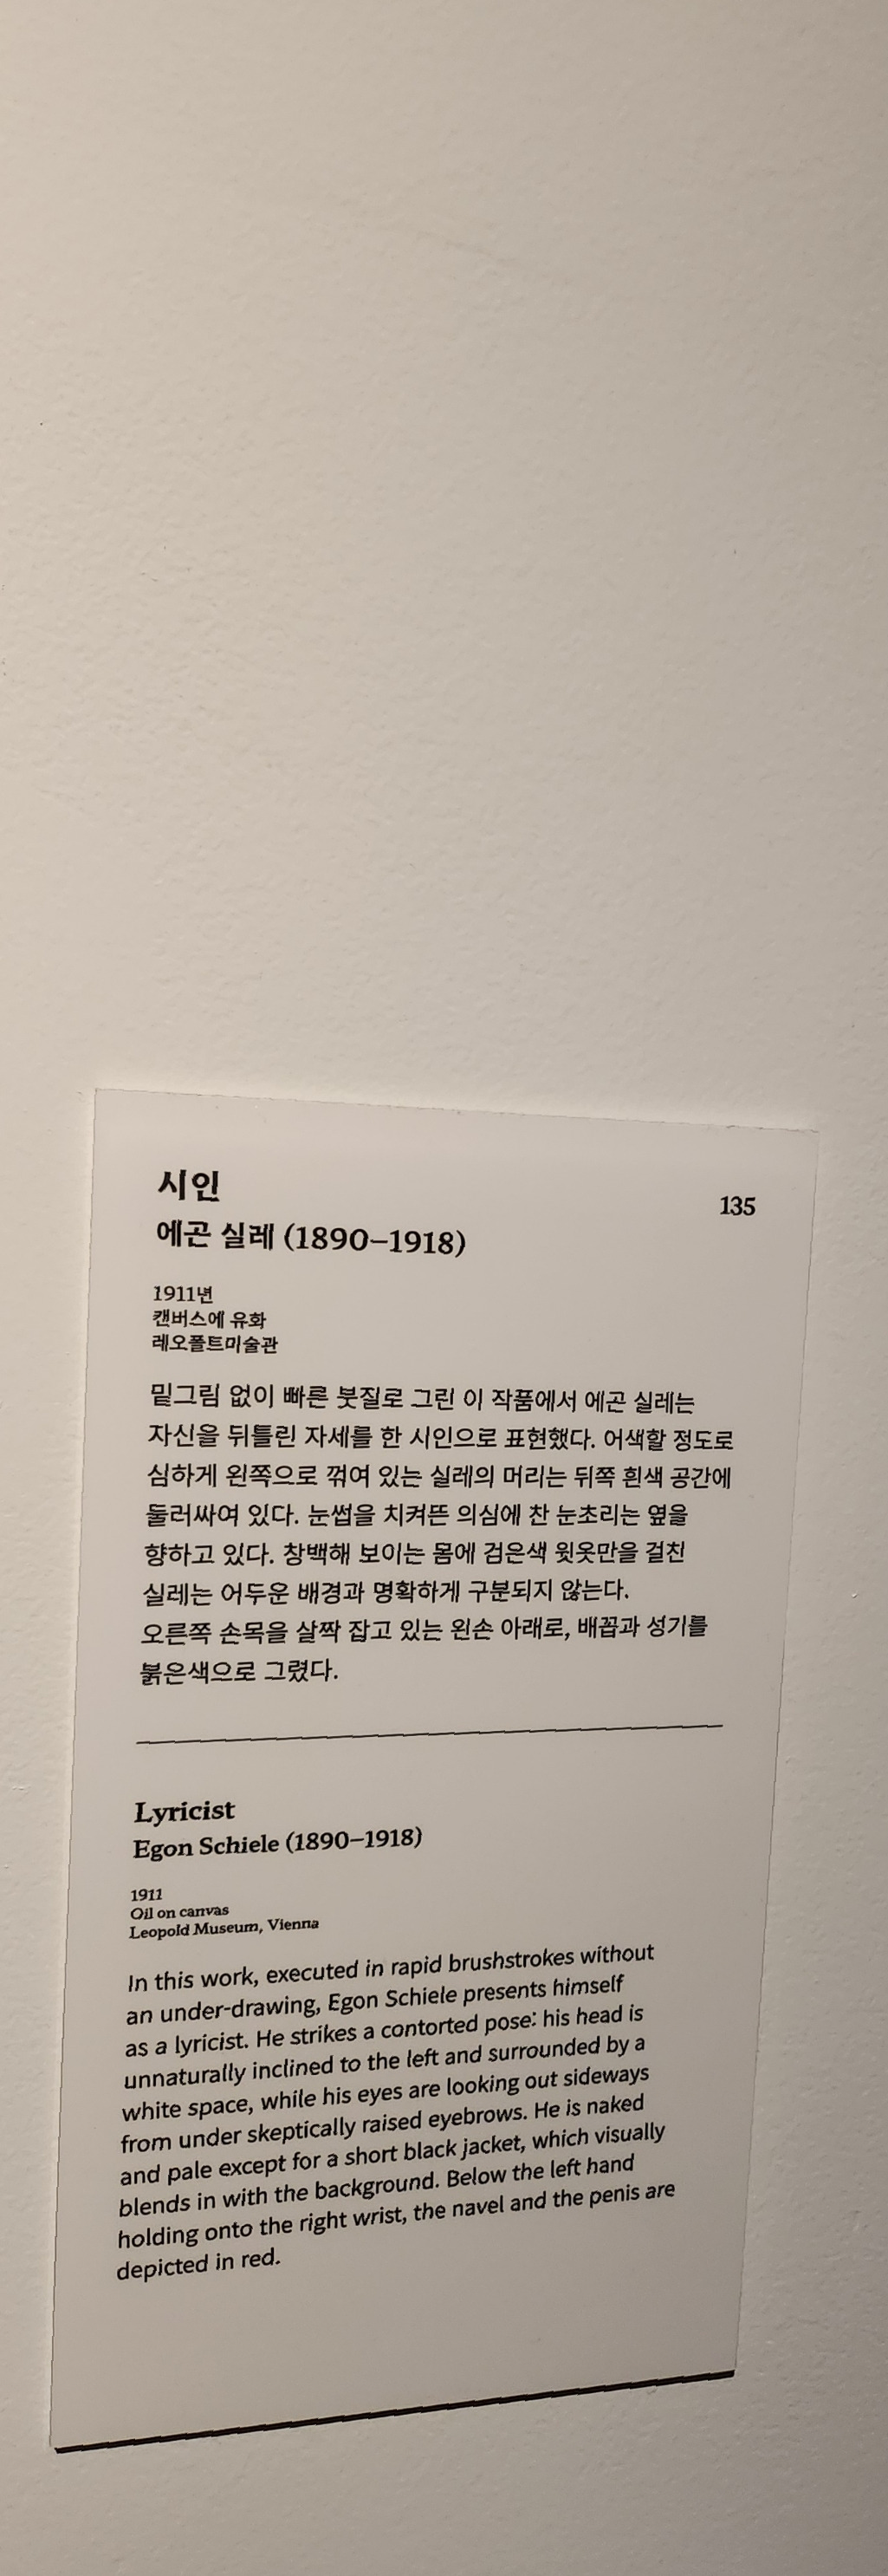 시인
135
에곤 실레 (1890–1918)
1911년
캔버스에 유화
레오폴트미술관
밑그림 없이 빠른 붓질로 그린 이 작품에서 에곤 실레는
자신을 뒤틀린 자세를 한 시인으로 표현했다. 어색할 정도로
심하게 왼쪽으로 꺾여 있는 실레의 머리는 뒤쪽 흰색 공간에
둘러싸여 있다. 눈썹을 치켜뜬 의심에 찬 눈초리는 옆을
향하고 있다. 창백해 보이는 몸에 검은색 윗옷만을 걸친
실레는 어두운 배경과 명확하게 구분되지 않는다.
오른쪽 손목을 살짝 잡고 있는 왼손 아래로, 배꼽과 성기를
붉은색으로 그렸다.
Lyricist
Egon Schiele (1890–1918)
1911
Oil on canvas
Leopold Museum, Vienna
In this work, executed in rapid brushstrokes without
an under-drawing, Egon Schiele presents himself
as a lyricist. He strikes a contorted pose: his head is
unnaturally inclined to the left and surrounded by a
white space, while his eyes are looking out sideways
from under skeptically raised eyebrows. He is naked
and pale except for a short black jacket, which visually
blends in with the background. Below the left hand
holding onto the right wrist, the navel and the penis are
depicted in red.